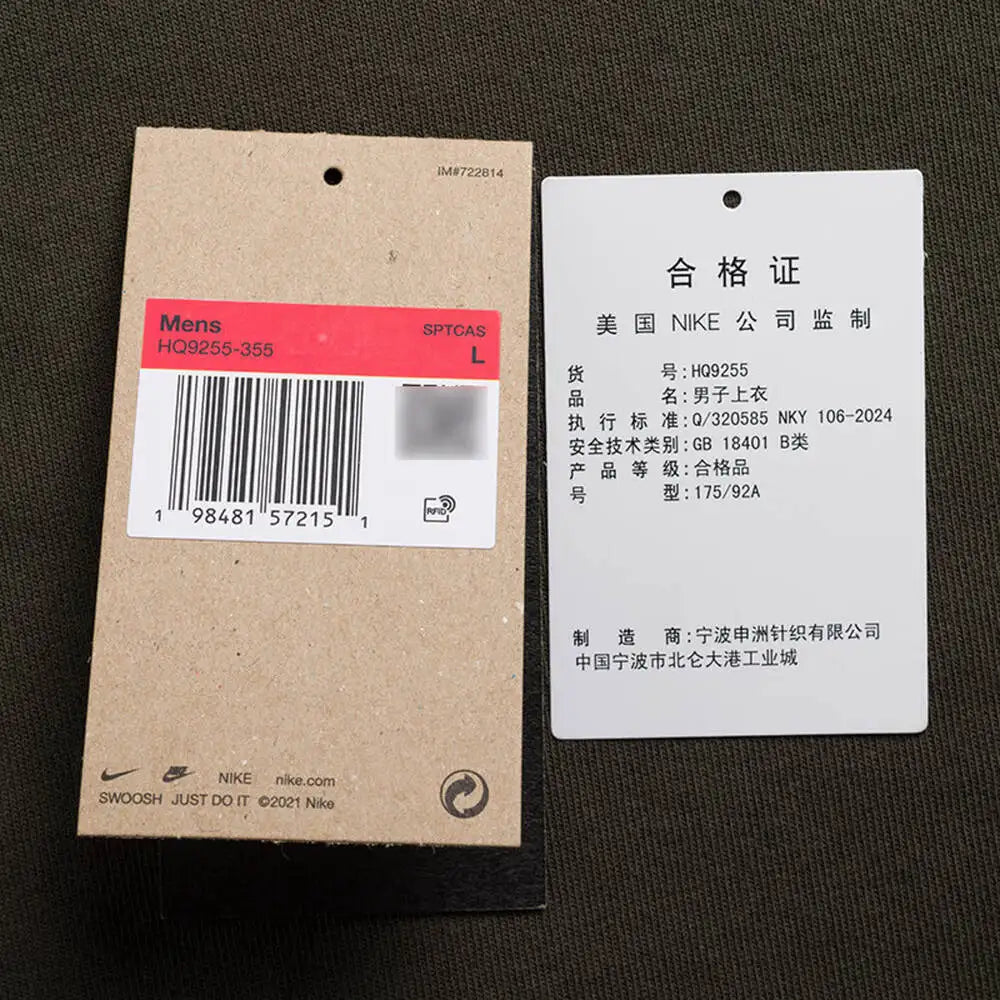 IM#722814
Mens
SPTCAS
HQ9255-355
L
1 98481 57215 1
RFID
NIKE nike.com
SWOOSH JUST DO IT ©2021 Nike
合格证
美国 NIKE 公司监制
货号:HQ9255
品名:男子上衣
执行标准:Q/320585 NKY 106-2024
安全技术类别:GB 18401 B类
产品等级:合格品
号型:175/92A
制造商:宁波申洲针织有限公司
中国宁波市北仑大港工业城